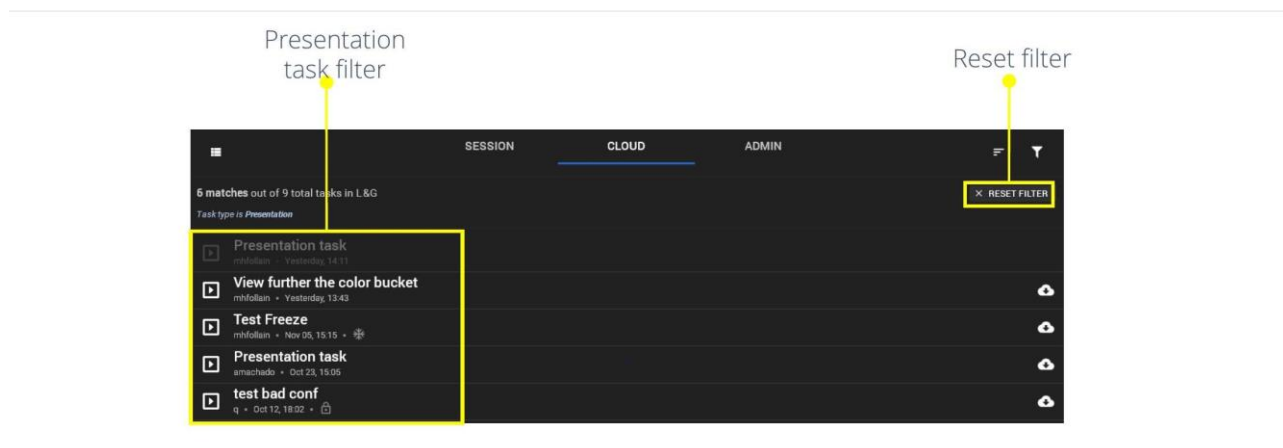 Presentation
task filter
Reset filter
SESSION CLOUD ADMIN
6 matches out of 9 total tasks in L&G
× RESET FILTER
Task type is Presentation
Presentation task
mhfollain • Yesterday, 14:11
View further the color bucket
mhfollain • Yesterday, 13:43
Test Freeze
mhfollain • Nov 05, 15:15 •
Presentation task
amachado • Oct 23, 15:05
test bad conf
q • Oct 12, 18:02 •